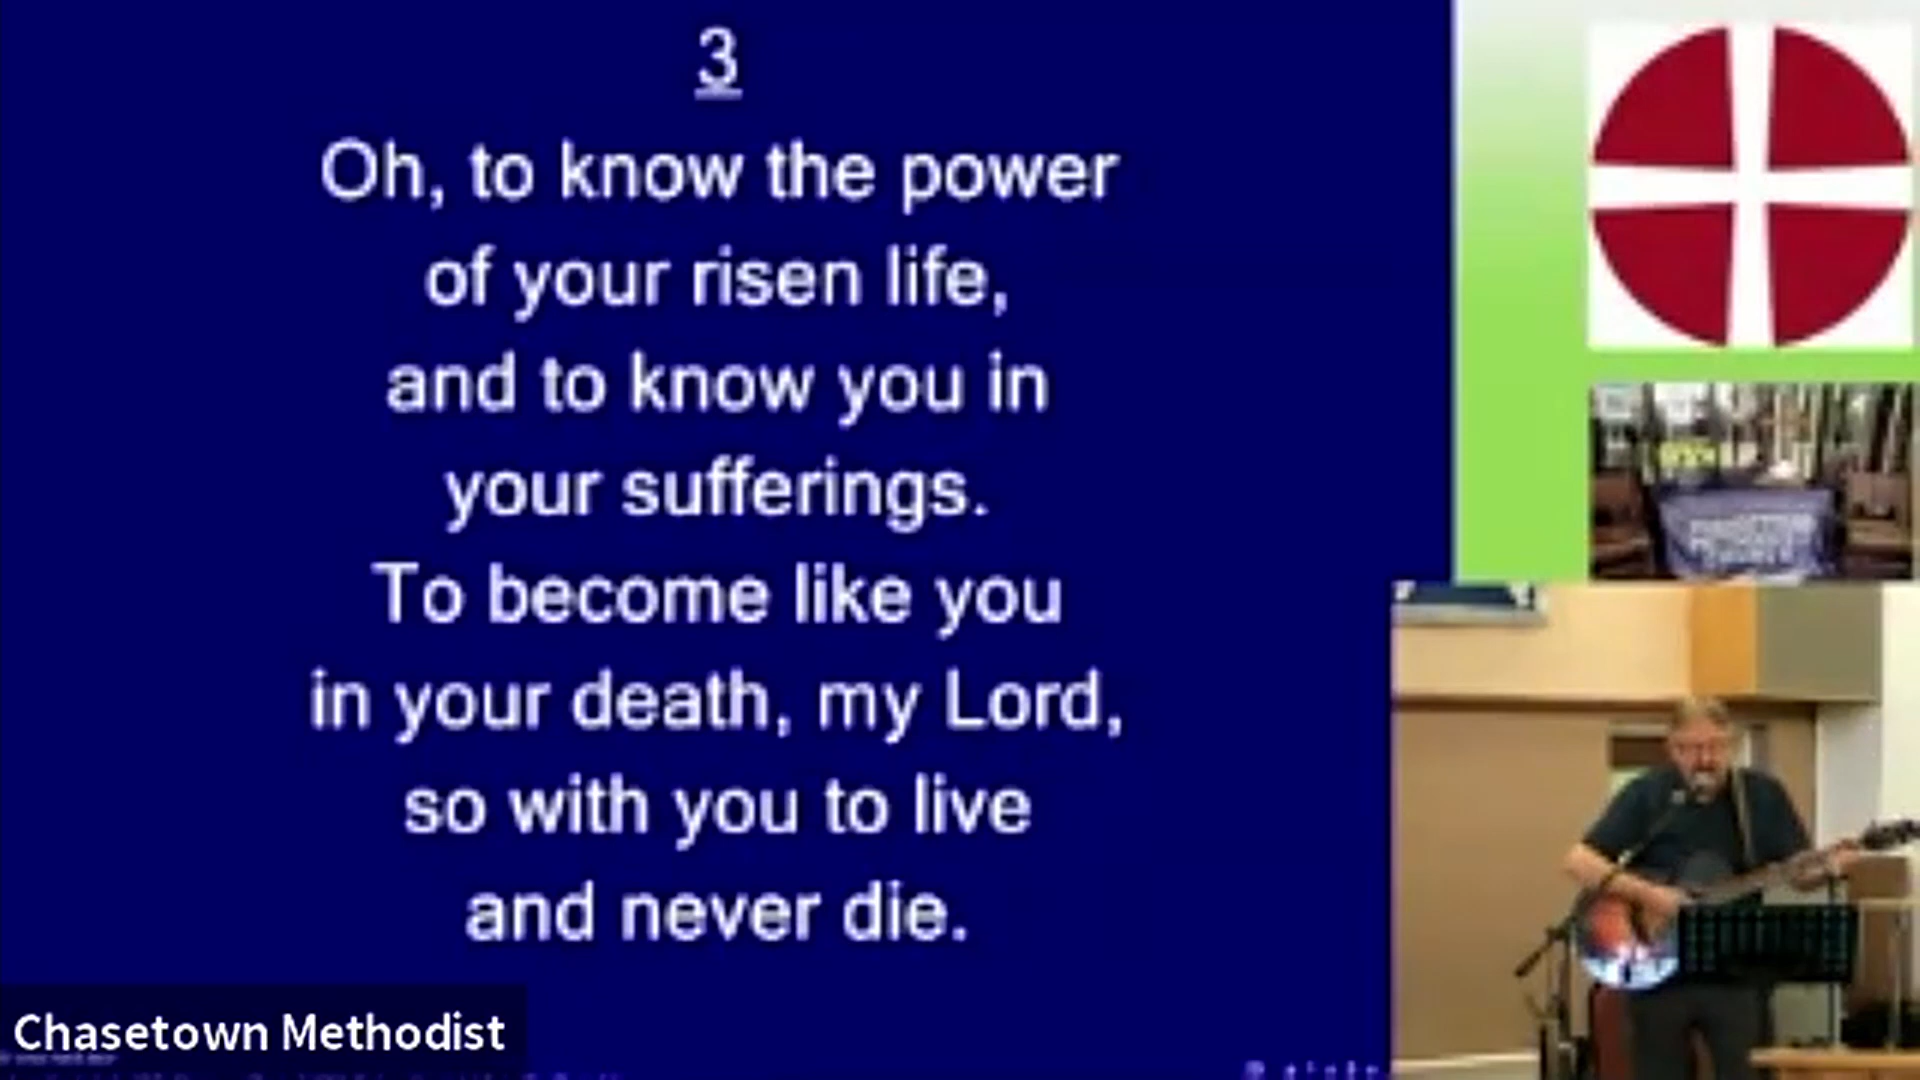 3
Oh, to know the power
of your risen life,
and to know you in
your sufferings.
To become like you
in your death, my Lord,
so with you to live
and never die.
Chasetown Methodist